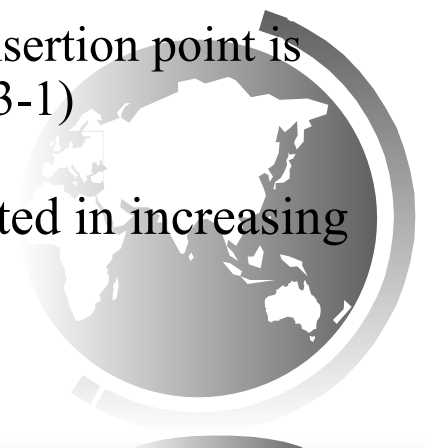 sertion point is
3-1)
ted in increasing